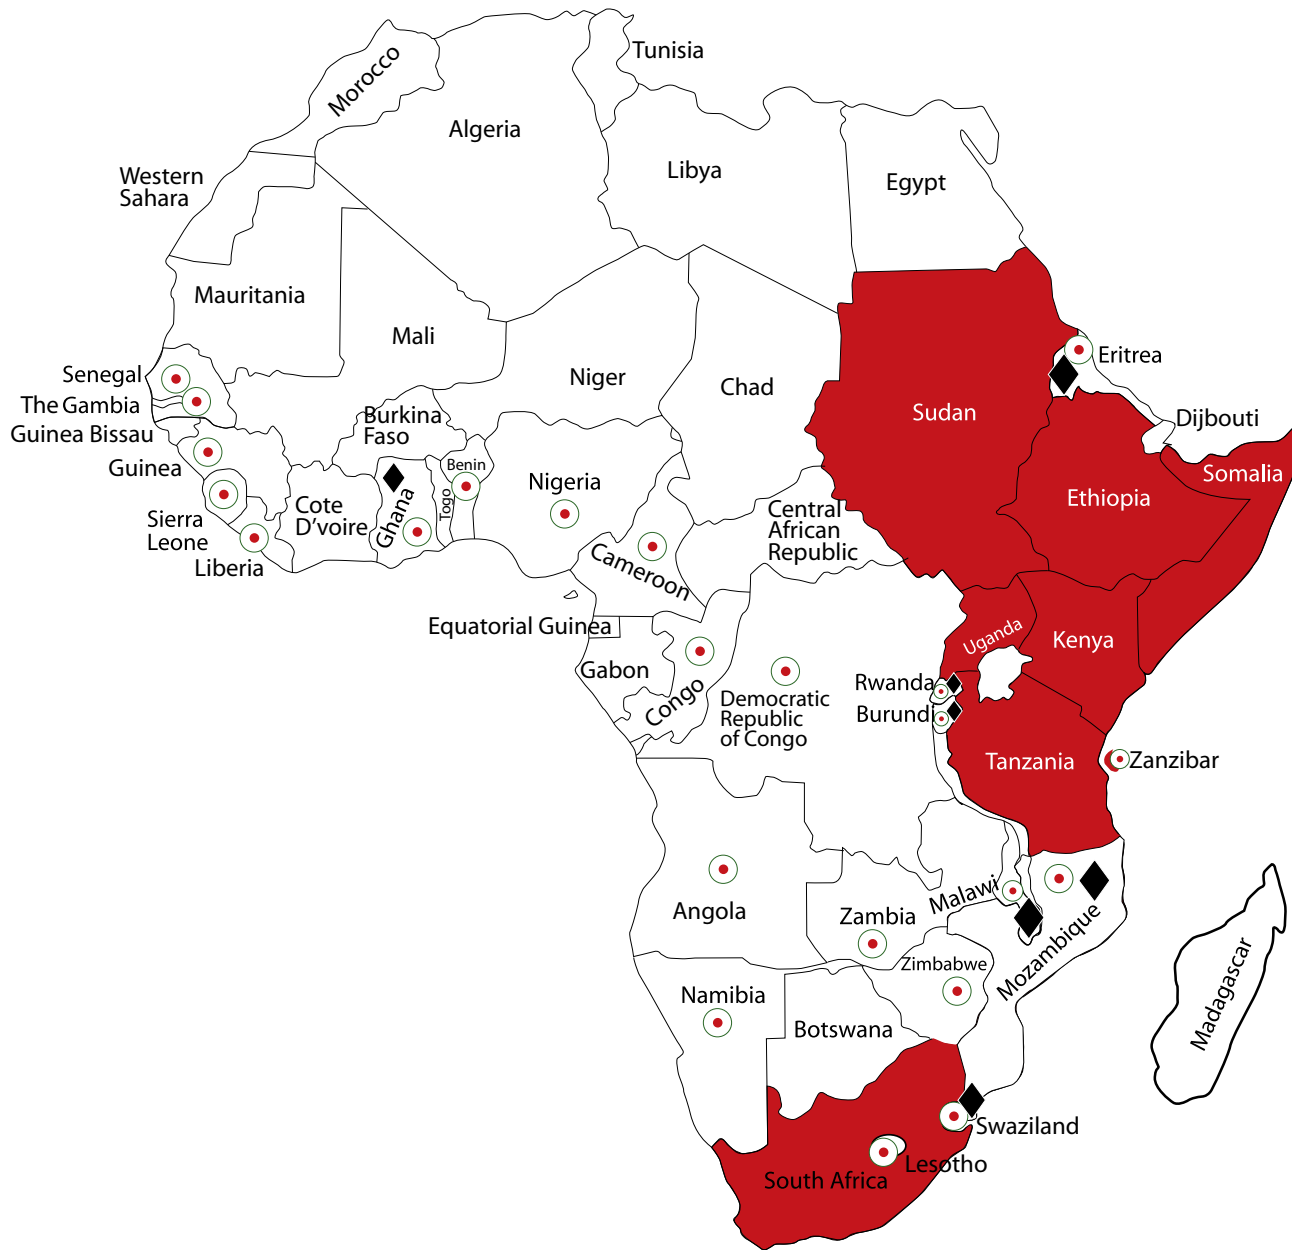 Tunisia
Morocco
Algeria
Libya
Egypt
Western
Sahara
Mauritania
Mali
Niger
Chad
Sudan
Eritrea
Dijbouti
Somalia
Ethiopia
Senegal
The Gambia
Guinea Bissau
Guinea
Sierra
Leone
Liberia
Cote
D'voire
Burkina
Faso
Ghana
Togo
Benin
Nigeria
Cameroon
Central
African
Republic
Equatorial Guinea
Gabon
Congo
Democratic
Republic
of Congo
Uganda
Kenya
Rwanda
Burundi
Tanzania
Zanzibar
Angola
Zambia
Malawi
Mozambique
Zimbabwe
Namibia
Botswana
Madagascar
Swaziland
Lesotho
South Africa